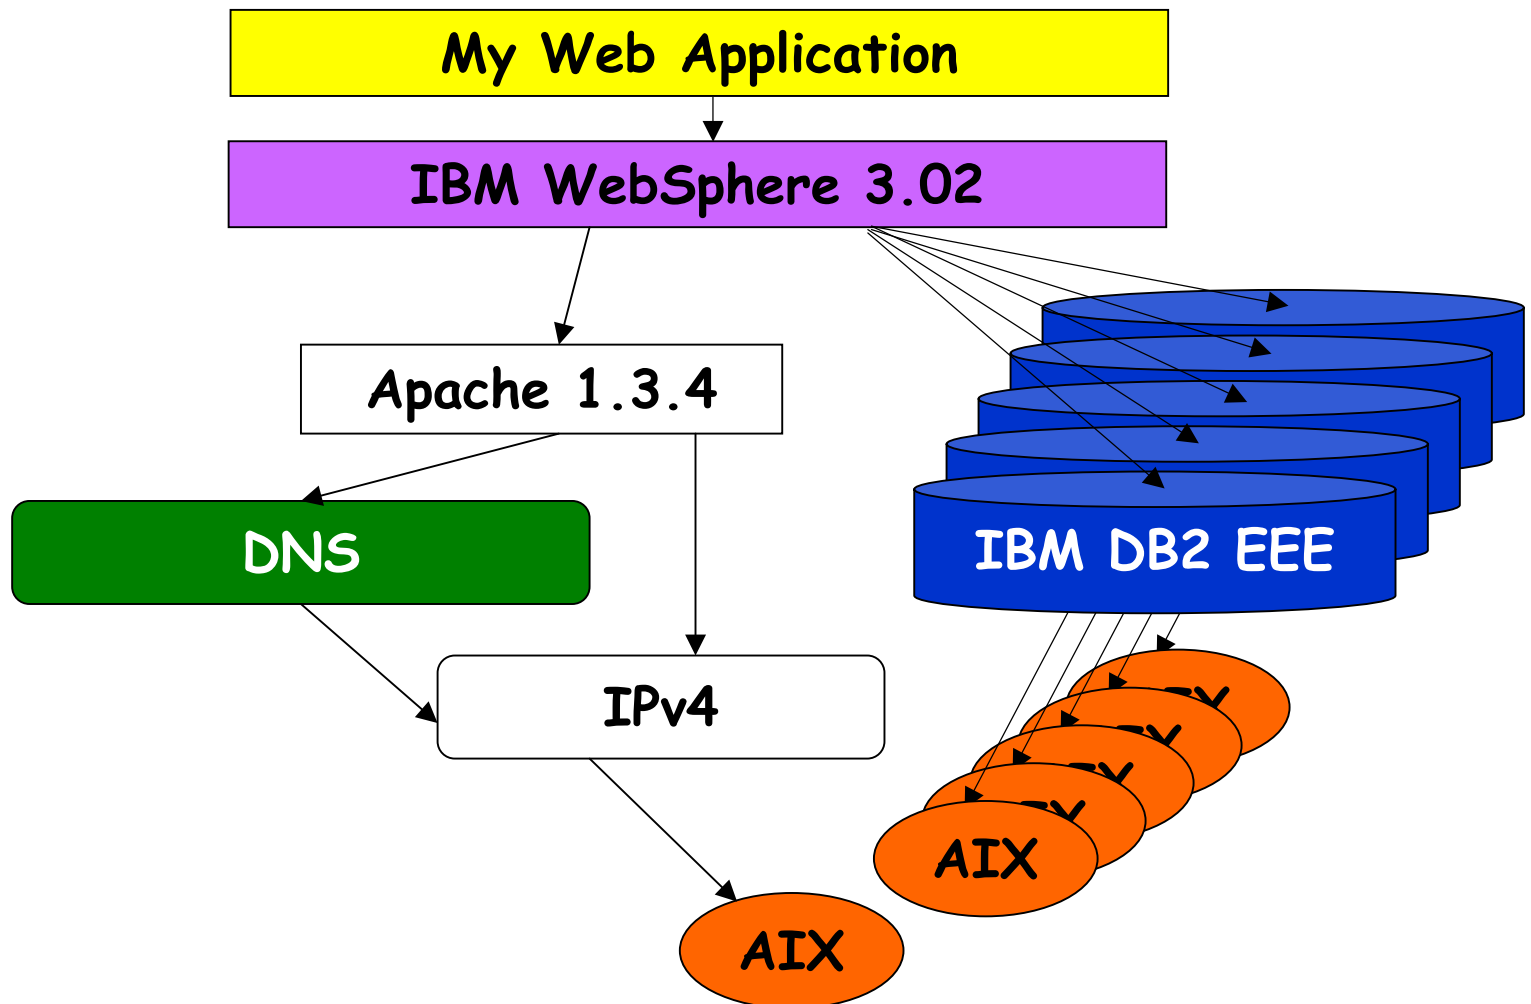 My Web Application
IBM WebSphere 3.02
Apache 1.3.4
DNS
IBM DB2 EEE
IPv4
AIX
AIX